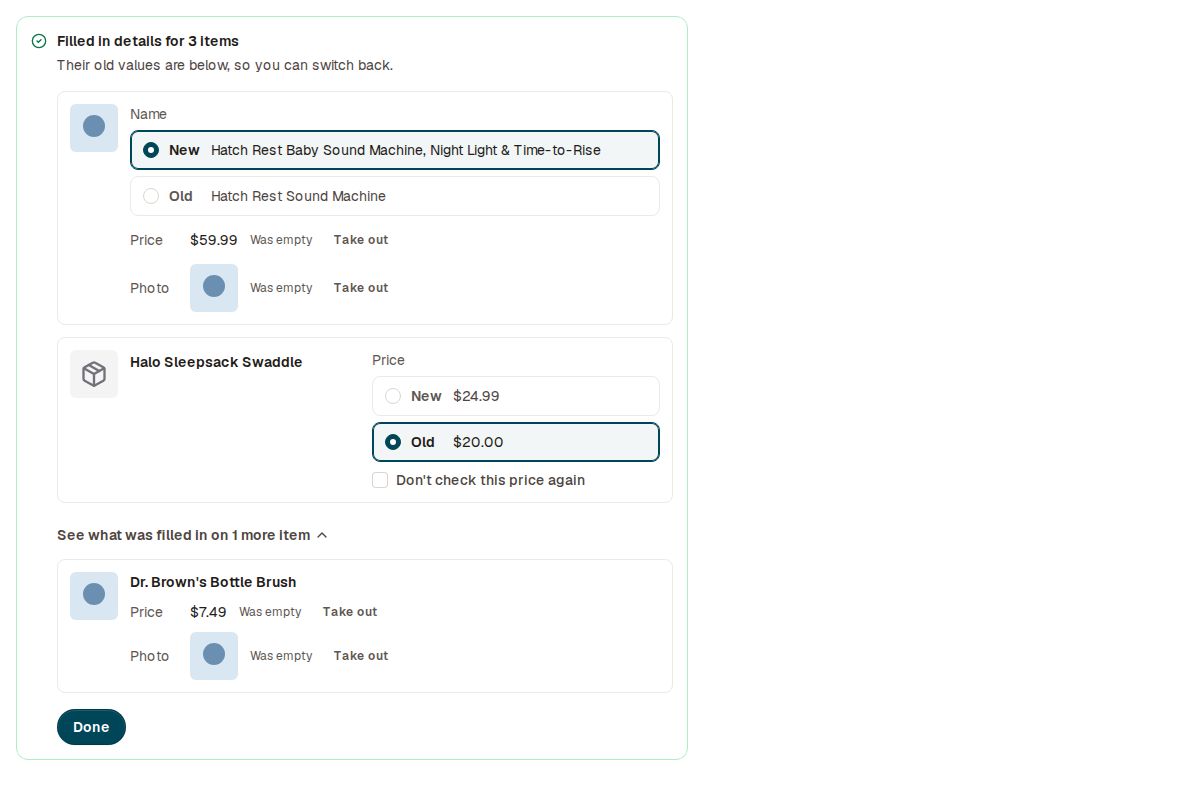 Filled in details for 3 items
Their old values are below, so you can switch back.
Name
New Hatch Rest Baby Sound Machine, Night Light & Time-to-Rise
Old Hatch Rest Sound Machine
Price $59.99 Was empty Take out
Photo Was empty Take out
Halo Sleepsack Swaddle
Price
New $24.99
Old $20.00
Don't check this price again
See what was filled in on 1 more item
Dr. Brown's Bottle Brush
Price $7.49 Was empty Take out
Photo Was empty Take out
Done